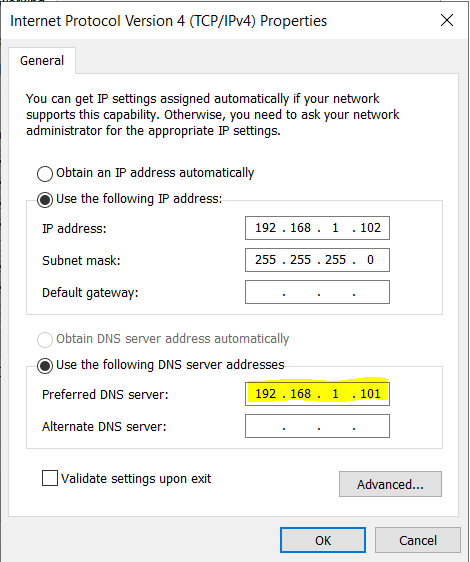 Internet Protocol Version 4 (TCP/IPv4) Properties
General
You can get IP settings assigned automatically if your network
supports this capability. Otherwise, you need to ask your network
administrator for the appropriate IP settings.
Obtain an IP address automatically
Use the following IP address:
IP address: 192 . 168 . 1 . 102
Subnet mask: 255 . 255 . 255 . 0
Default gateway: . . .
Obtain DNS server address automatically
Use the following DNS server addresses
Preferred DNS server: 192 . 168 . 1 . 101
Alternate DNS server: . . .
Validate settings upon exit
Advanced...
OK Cancel